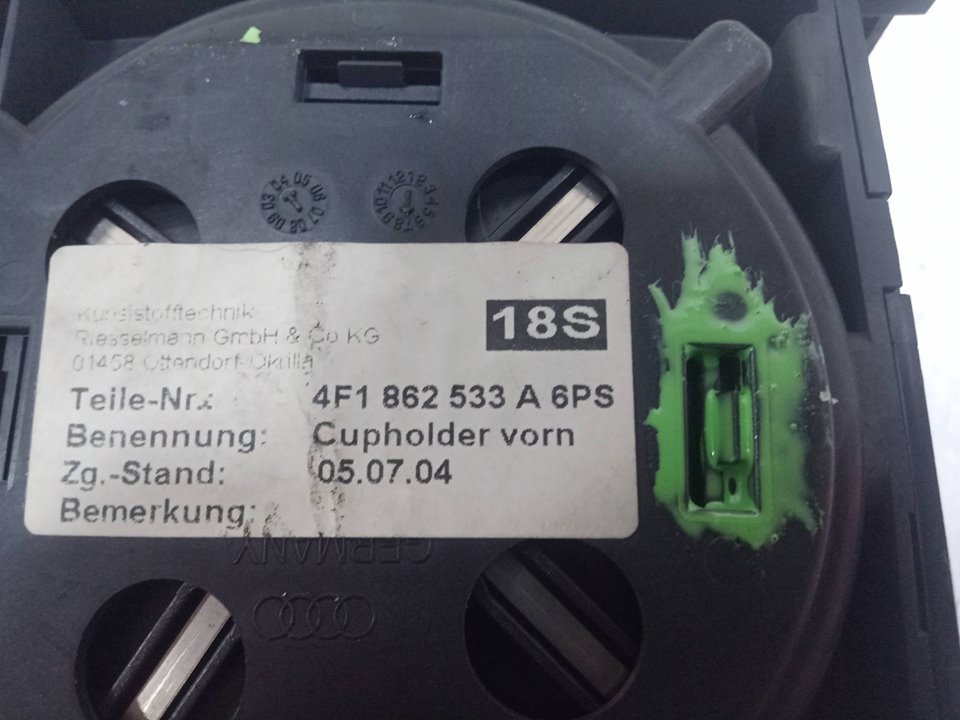 Kunststofftechnik
Riesselmann GmbH & Co KG
01458 Ottendorf-Okrilla
18S
Teile-Nr.: 4F1 862 533 A 6PS
Benennung: Cupholder vorn
Zg.-Stand: 05.07.04
Bemerkung:
GERMANY